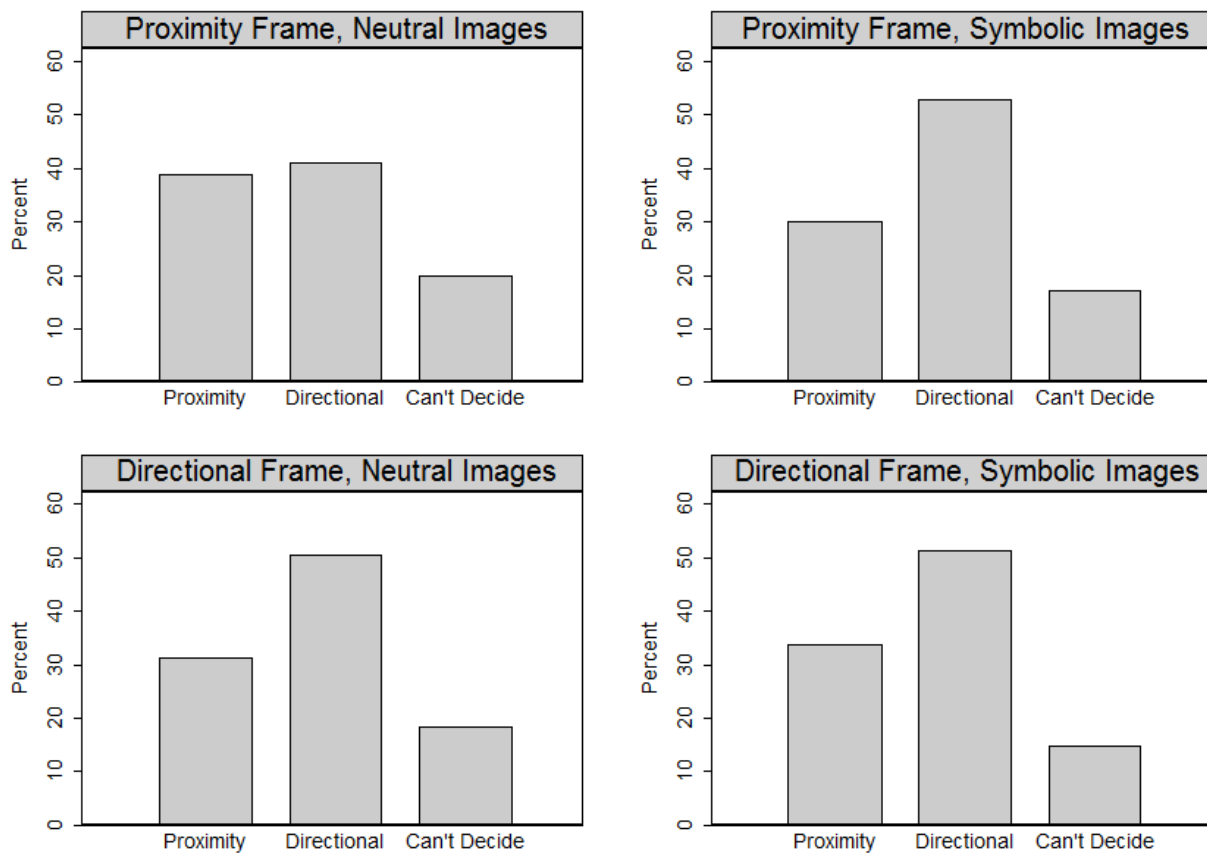 Proximity Frame, Neutral Images
Percent
60
50
40
30
20
10
0
Proximity Directional Can't Decide
Proximity Frame, Symbolic Images
Percent
60
50
40
30
20
10
0
Proximity Directional Can't Decide
Directional Frame, Neutral Images
Percent
60
50
40
30
20
10
0
Proximity Directional Can't Decide
Directional Frame, Symbolic Images
Percent
60
50
40
30
20
10
0
Proximity Directional Can't Decide